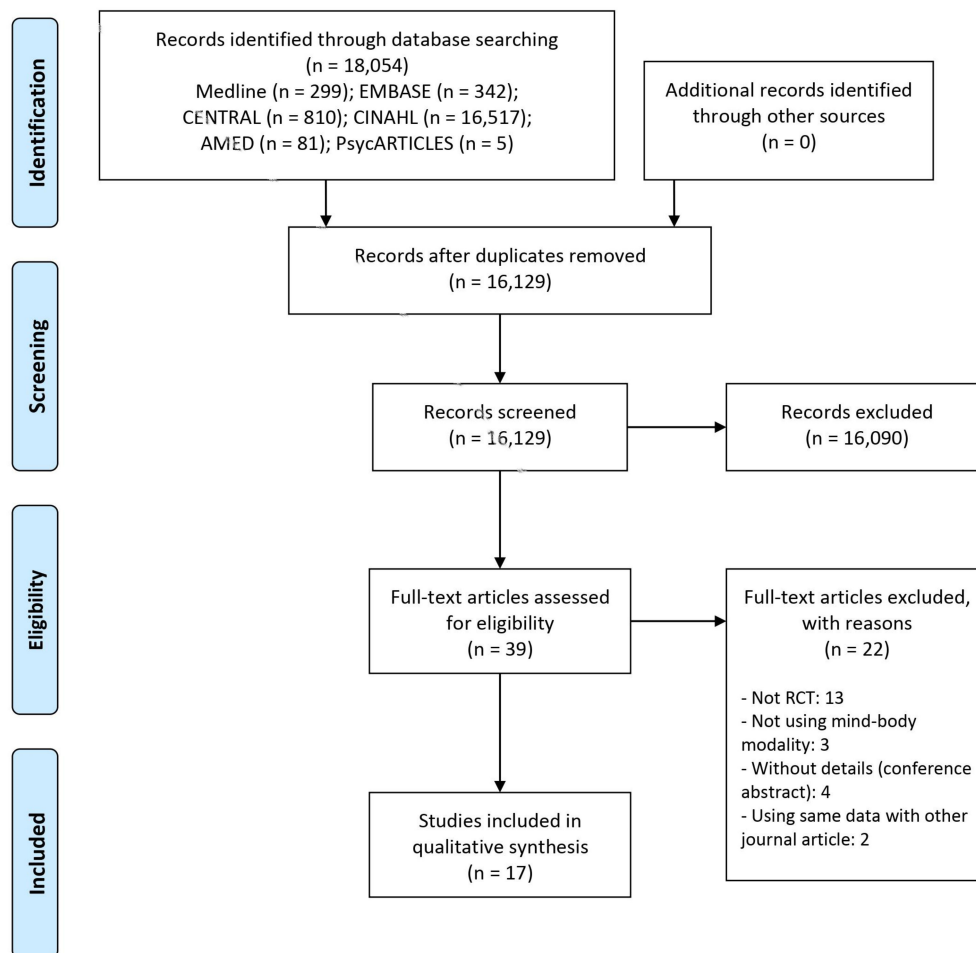 Identification
Records identified through database searching
(n = 18,054)
Medline (n = 299); EMBASE (n = 342);
CENTRAL (n = 810); CINAHL (n = 16,517);
AMED (n = 81); PsycARTICLES (n = 5)
Additional records identified
through other sources
(n = 0)
Records after duplicates removed
(n = 16,129)
Screening
Records screened
(n = 16,129)
Records excluded
(n = 16,090)
Eligibility
Full-text articles assessed
for eligibility
(n = 39)
Full-text articles excluded,
with reasons
(n = 22)
- Not RCT: 13
- Not using mind-body
modality: 3
- Without details (conference
abstract): 4
- Using same data with other
journal article: 2
Included
Studies included in
qualitative synthesis
(n = 17)